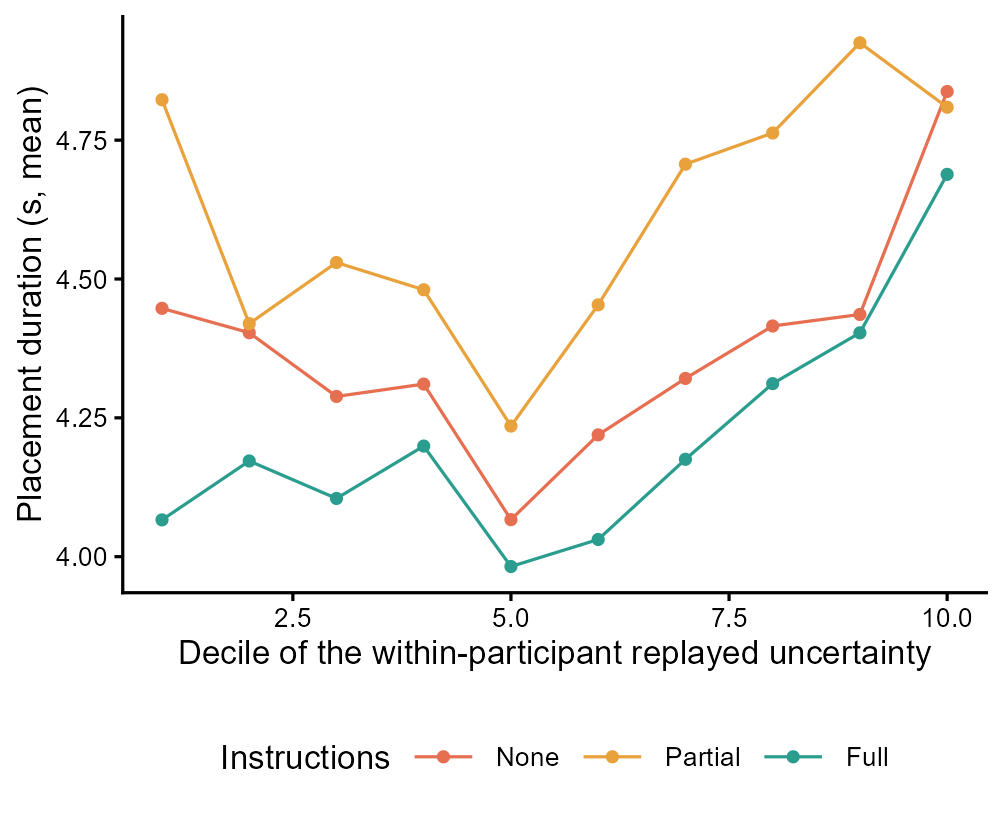 Placement duration (s, mean)
4.75
4.50
4.25
4.00
2.5 5.0 7.5 10.0
Decile of the within-participant replayed uncertainty
Instructions None Partial Full